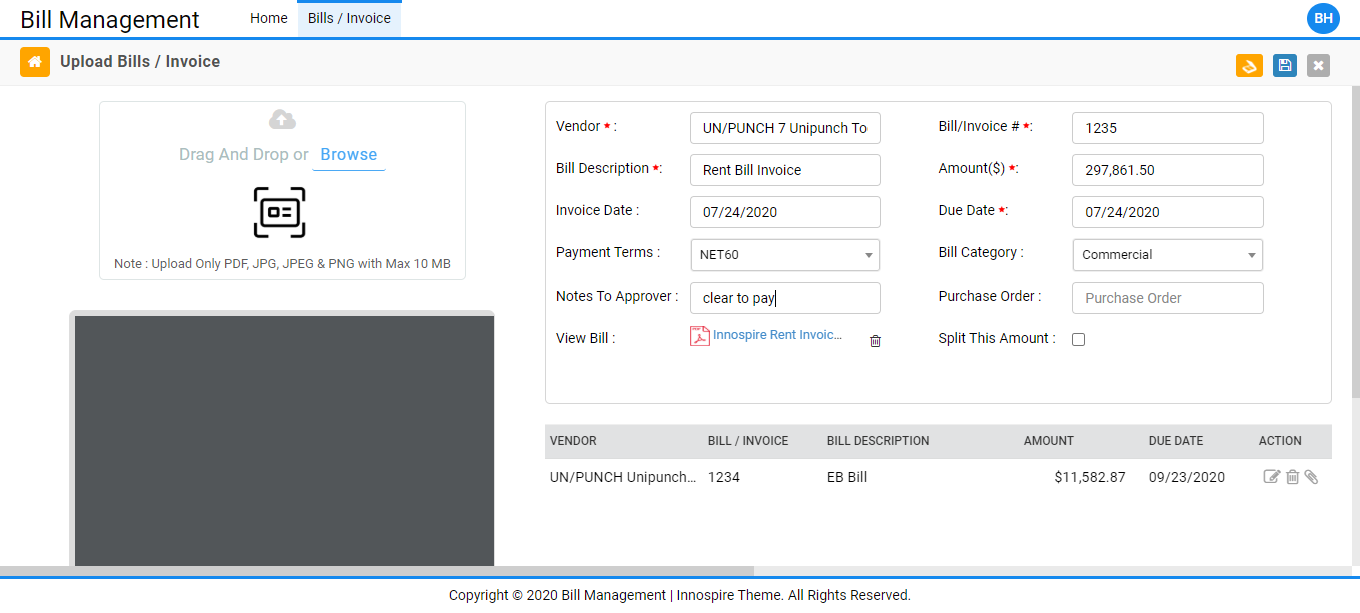 Bill Management Home Bills / Invoice BH
Upload Bills / Invoice
Drag And Drop or Browse
Note : Upload Only PDF, JPG, JPEG & PNG with Max 10 MB
Vendor * : UN/PUNCH 7 Unipunch To Bill/Invoice # *: 1235
Bill Description *: Rent Bill Invoice Amount($) *: 297,861.50
Invoice Date : 07/24/2020 Due Date *: 07/24/2020
Payment Terms : NET60 Bill Category : Commercial
Notes To Approver : clear to pay Purchase Order : Purchase Order
View Bill : Innospire Rent Invoic... Split This Amount :
VENDOR BILL / INVOICE BILL DESCRIPTION AMOUNT DUE DATE ACTION
UN/PUNCH Unipunch... 1234 EB Bill $11,582.87 09/23/2020
Copyright © 2020 Bill Management | Innospire Theme. All Rights Reserved.